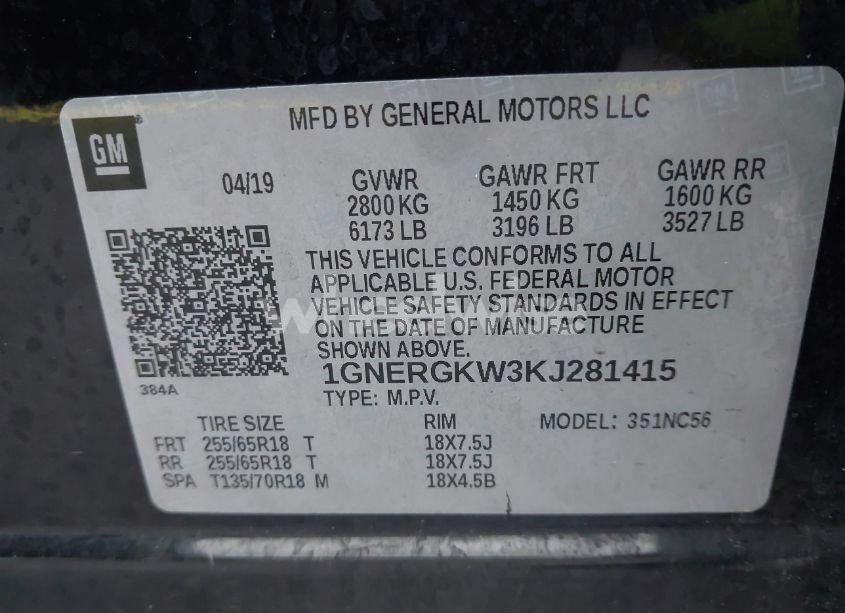 MFD BY GENERAL MOTORS LLC
GM
04/19 GVWR GAWR FRT GAWR RR
2800 KG 1450 KG 1600 KG
6173 LB 3196 LB 3527 LB
THIS VEHICLE CONFORMS TO ALL
APPLICABLE U.S. FEDERAL MOTOR
VEHICLE SAFETY STANDARDS IN EFFECT
ON THE DATE OF MANUFACTURE
SHOWN ABOVE.
1GNERGKW3KJ281415
384A
TYPE: M.P.V.
TIRE SIZE RIM MODEL: 351NC56
FRT 255/65R18 T 18X7.5J
RR 255/65R18 T 18X7.5J
SPA T135/70R18 M 18X4.5B